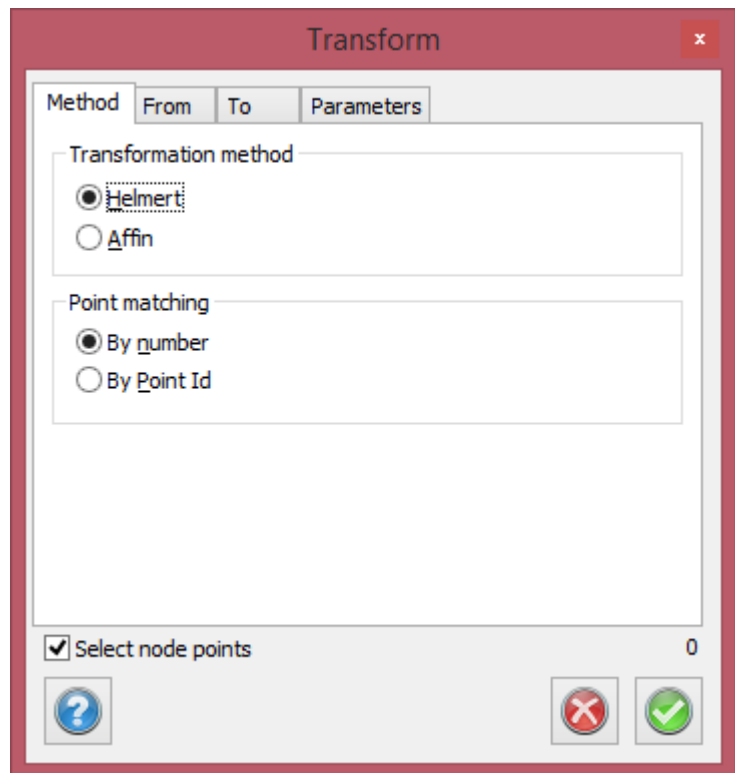 Transform
x
Method From To Parameters
Transformation method
Helmert
Affin
Point matching
By number
By Point Id
Select node points 0
?